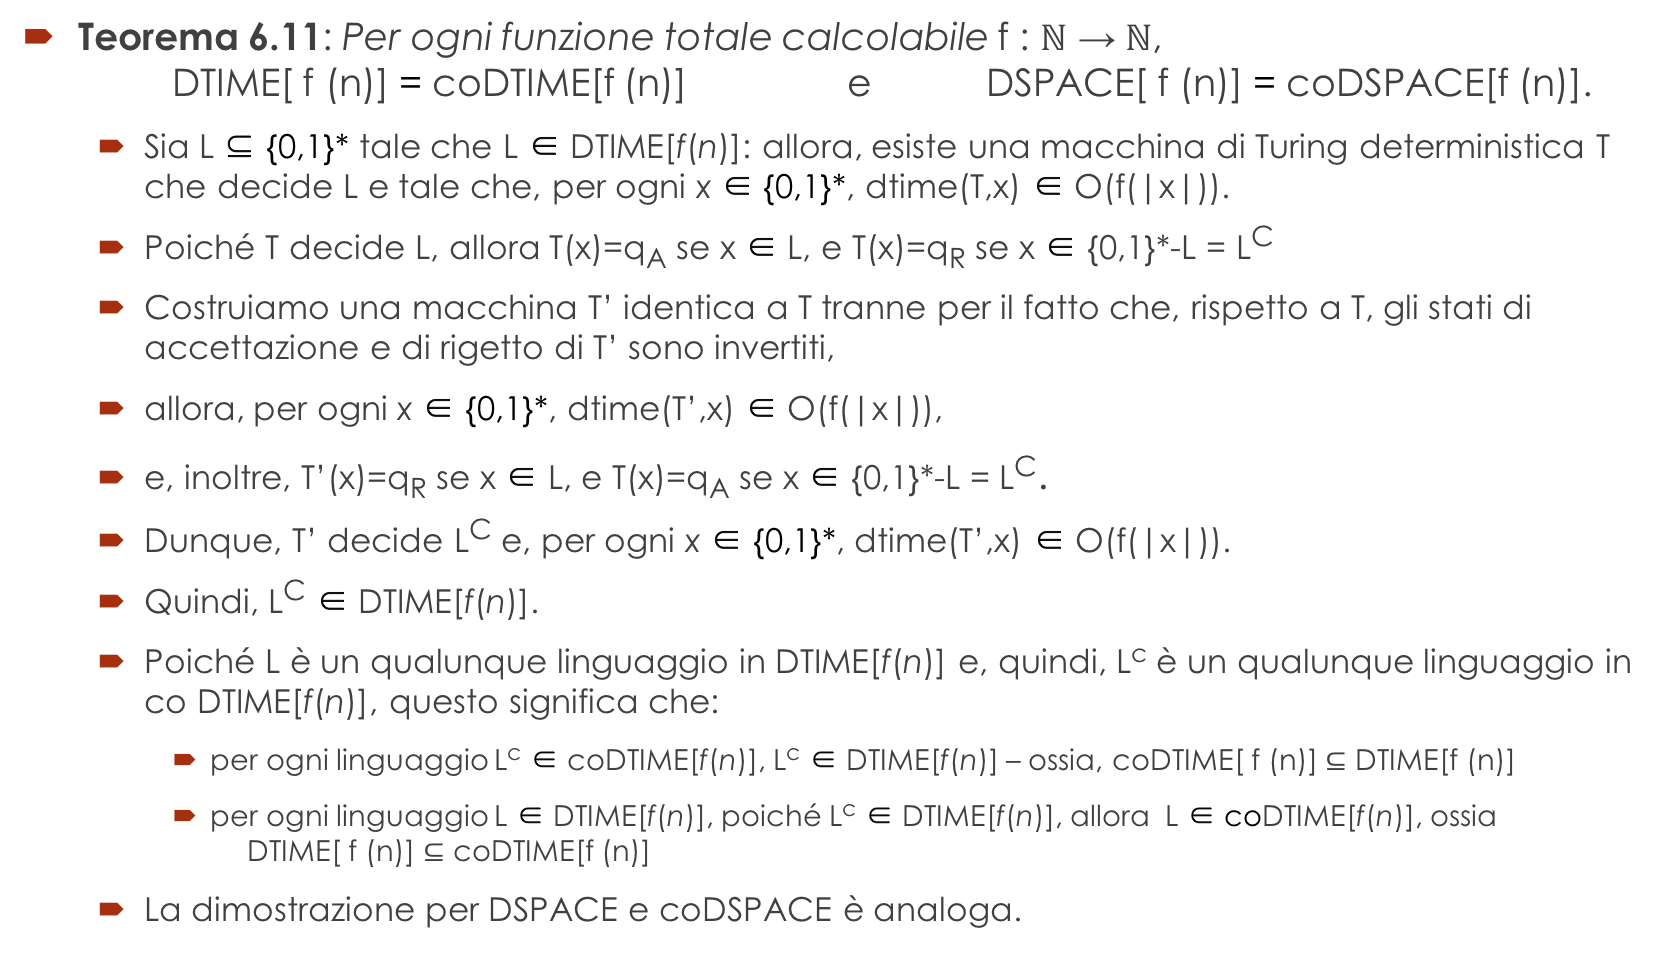 Teorema 6.11: Per ogni funzione totale calcolabile f : ℕ → ℕ,
DTIME[ f (n)] = coDTIME[f (n)] e DSPACE[ f (n)] = coDSPACE[f (n)].
Sia L ⊆ {0,1}* tale che L ∈ DTIME[f(n)]: allora, esiste una macchina di Turing deterministica T
che decide L e tale che, per ogni x ∈ {0,1}*, dtime(T,x) ∈ O(f(|x|)).
Poiché T decide L, allora T(x)=qA se x ∈ L, e T(x)=qR se x ∈ {0,1}*-L = LC
Costruiamo una macchina T’ identica a T tranne per il fatto che, rispetto a T, gli stati di
accettazione e di rigetto di T’ sono invertiti,
allora, per ogni x ∈ {0,1}*, dtime(T’,x) ∈ O(f(|x|)),
e, inoltre, T’(x)=qR se x ∈ L, e T(x)=qA se x ∈ {0,1}*-L = LC.
Dunque, T’ decide LC e, per ogni x ∈ {0,1}*, dtime(T’,x) ∈ O(f(|x|)).
Quindi, LC ∈ DTIME[f(n)].
Poiché L è un qualunque linguaggio in DTIME[f(n)] e, quindi, Lc è un qualunque linguaggio in
co DTIME[f(n)], questo significa che:
per ogni linguaggio Lc ∈ coDTIME[f(n)], Lc ∈ DTIME[f(n)] – ossia, coDTIME[ f (n)] ⊆ DTIME[f (n)]
per ogni linguaggio L ∈ DTIME[f(n)], poiché Lc ∈ DTIME[f(n)], allora L ∈ coDTIME[f(n)], ossia
DTIME[ f (n)] ⊆ coDTIME[f (n)]
La dimostrazione per DSPACE e coDSPACE è analoga.